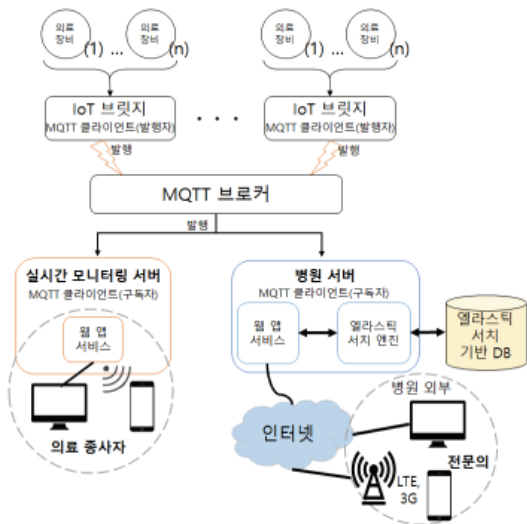 의료
장비
(1)
...
의료
장비
(n)
의료
장비
(1)
...
의료
장비
(n)
IoT 브릿지
MQTT 클라이언트(발행자)
. . .
IoT 브릿지
MQTT 클라이언트(발행자)
발행
발행
MQTT 브로커
발행
실시간 모니터링 서버
MQTT 클라이언트(구독자)
웹 앱
서비스
의료 종사자
병원 서버
MQTT 클라이언트(구독자)
웹 앱
서비스
엘라스틱
서치 엔진
엘라스틱
서치
기반 DB
병원 외부
인터넷
전문의
LTE,
3G